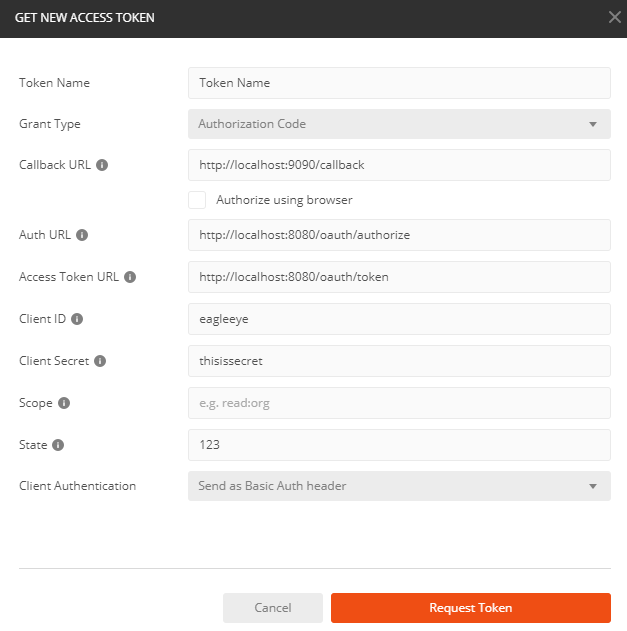 GET NEW ACCESS TOKEN
Token Name Token Name
Grant Type Authorization Code
Callback URL http://localhost:9090/callback
Authorize using browser
Auth URL http://localhost:8080/oauth/authorize
Access Token URL http://localhost:8080/oauth/token
Client ID eagleeye
Client Secret thisissecret
Scope e.g. read:org
State 123
Client Authentication Send as Basic Auth header
Cancel Request Token